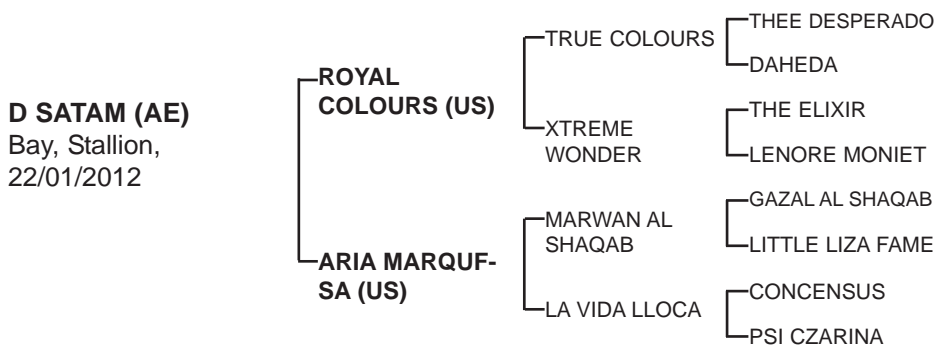 D SATAM (AE)
Bay, Stallion,
22/01/2012
ROYAL
COLOURS (US)
ARIA MARQUF-
SA (US)
TRUE COLOURS
XTREME
WONDER
MARWAN AL
SHAQAB
LA VIDA LLOCA
THEE DESPERADO
DAHEDA
THE ELIXIR
LENORE MONIET
GAZAL AL SHAQAB
LITTLE LIZA FAME
CONCENSUS
PSI CZARINA